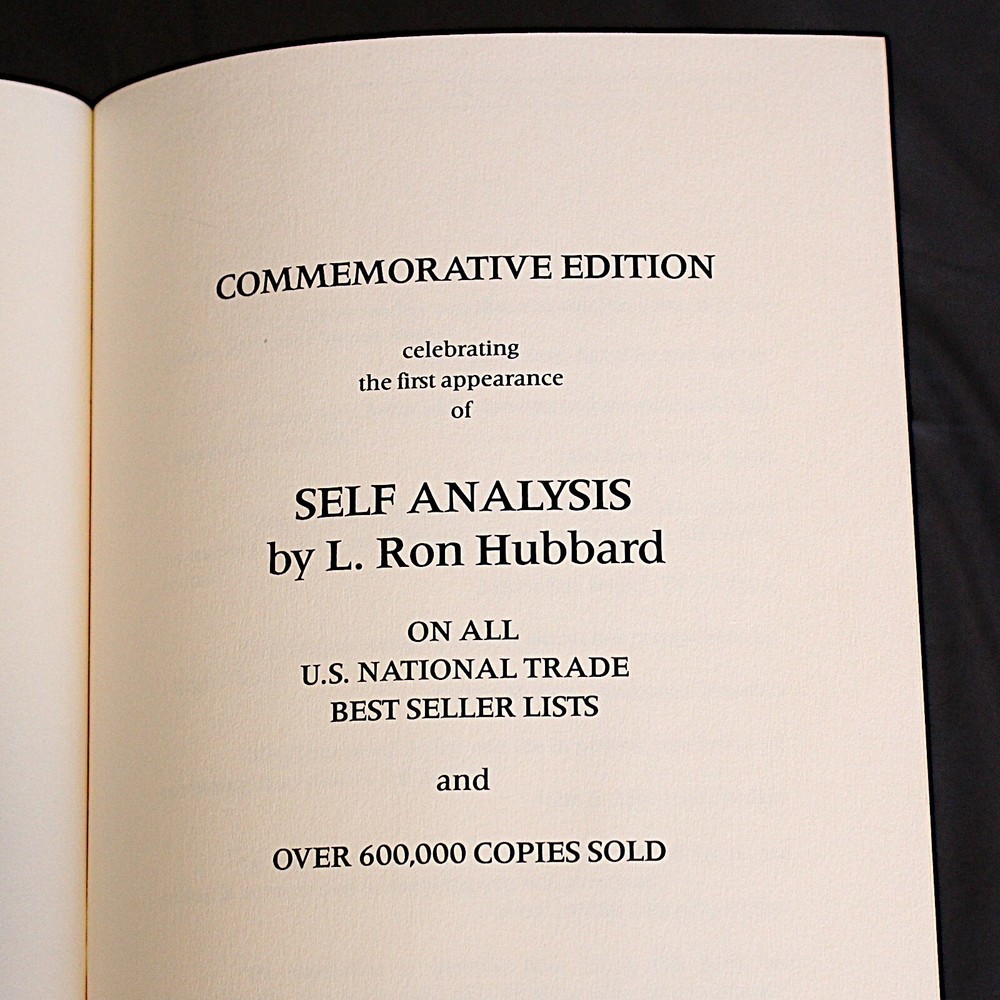 COMMEMORATIVE EDITION
celebrating
the first appearance
of
SELF ANALYSIS
by L. Ron Hubbard
ON ALL
U.S. NATIONAL TRADE
BEST SELLER LISTS
and
OVER 600,000 COPIES SOLD